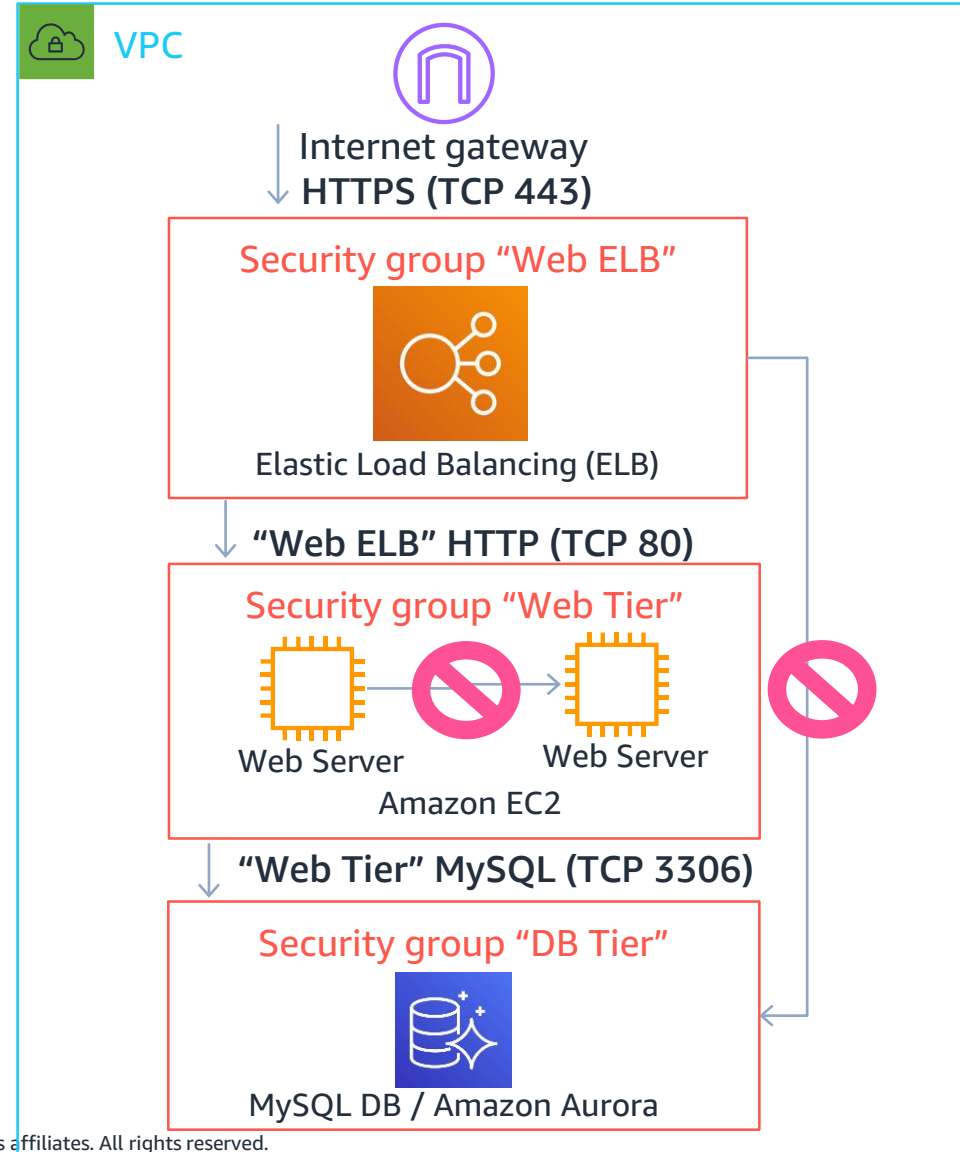 VPC
Internet gateway
HTTPS (TCP 443)
Security group “Web ELB”
Elastic Load Balancing (ELB)
“Web ELB” HTTP (TCP 80)
Security group “Web Tier”
Web Server
Web Server
Amazon EC2
“Web Tier” MySQL (TCP 3306)
Security group “DB Tier”
MySQL DB / Amazon Aurora
s affiliates. All rights reserved.